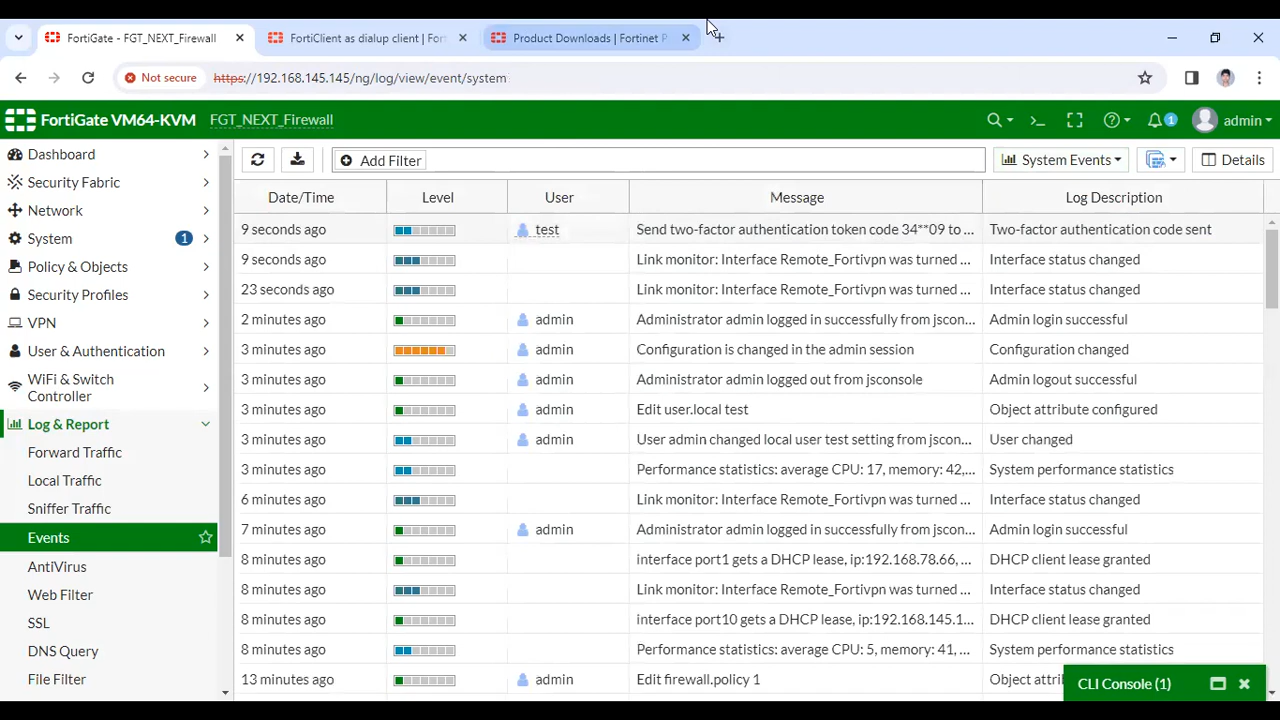 FortiGate - FGT_NEXT_Firewall
FortiClient as dialup client | For
Product Downloads | Fortinet P
Not secure
https://192.168.145.145/ng/log/view/event/system
FortiGate VM64-KVM
FGT_NEXT_Firewall
1
admin
Dashboard
Security Fabric
Network
System
1
Policy & Objects
Security Profiles
VPN
User & Authentication
WiFi & Switch
Controller
Log & Report
Forward Traffic
Local Traffic
Sniffer Traffic
Events
AntiVirus
Web Filter
SSL
DNS Query
File Filter
Add Filter
System Events
Details
Date/Time Level User Message Log Description
9 seconds ago test Send two-factor authentication token code 34**09 to ... Two-factor authentication code sent
9 seconds ago Link monitor: Interface Remote_Fortivpn was turned ... Interface status changed
23 seconds ago Link monitor: Interface Remote_Fortivpn was turned ... Interface status changed
2 minutes ago admin Administrator admin logged in successfully from jscon... Admin login successful
3 minutes ago admin Configuration is changed in the admin session Configuration changed
3 minutes ago admin Administrator admin logged out from jsconsole Admin logout successful
3 minutes ago admin Edit user.local test Object attribute configured
3 minutes ago admin User admin changed local user test setting from jscon... User changed
3 minutes ago Performance statistics: average CPU: 17, memory: 42,... System performance statistics
6 minutes ago Link monitor: Interface Remote_Fortivpn was turned ... Interface status changed
7 minutes ago admin Administrator admin logged in successfully from jscon... Admin login successful
8 minutes ago interface port1 gets a DHCP lease, ip:192.168.78.66, ... DHCP client lease granted
8 minutes ago Link monitor: Interface Remote_Fortivpn was turned ... Interface status changed
8 minutes ago interface port10 gets a DHCP lease, ip:192.168.145.1... DHCP client lease granted
8 minutes ago Performance statistics: average CPU: 5, memory: 41, ... System performance statistics
13 minutes ago admin Edit firewall.policy 1 Object attri
CLI Console (1)